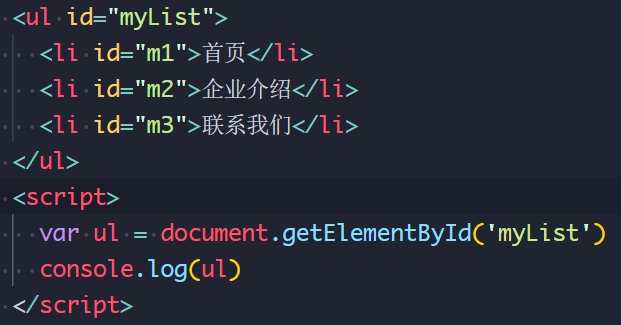 <ul id="myList">
  <li id="m1">首页</li>
  <li id="m2">企业介绍</li>
  <li id="m3">联系我们</li>
</ul>
<script>
  var ul = document.getElementById('myList')
  console.log(ul)
</script>